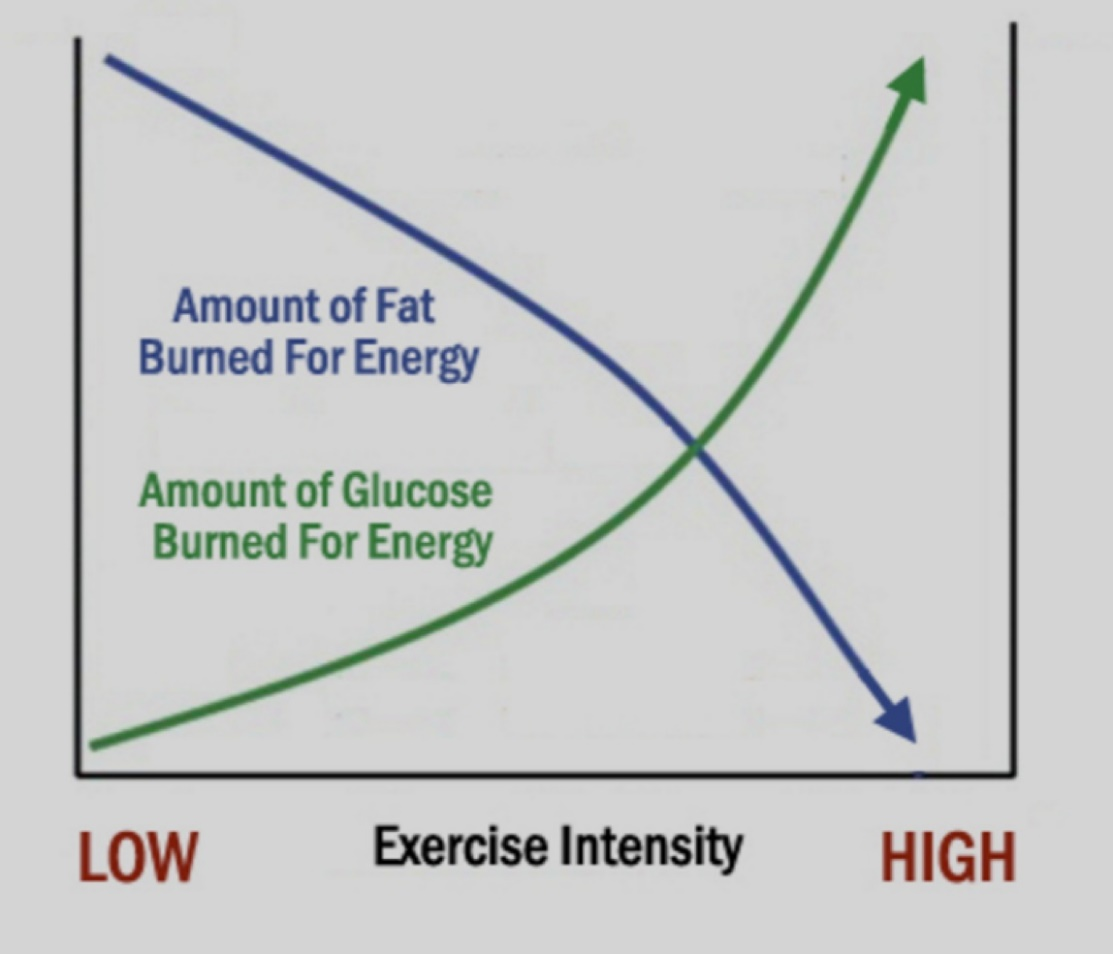 Amount of Fat
Burned For Energy
Amount of Glucose
Burned For Energy
LOW Exercise Intensity HIGH